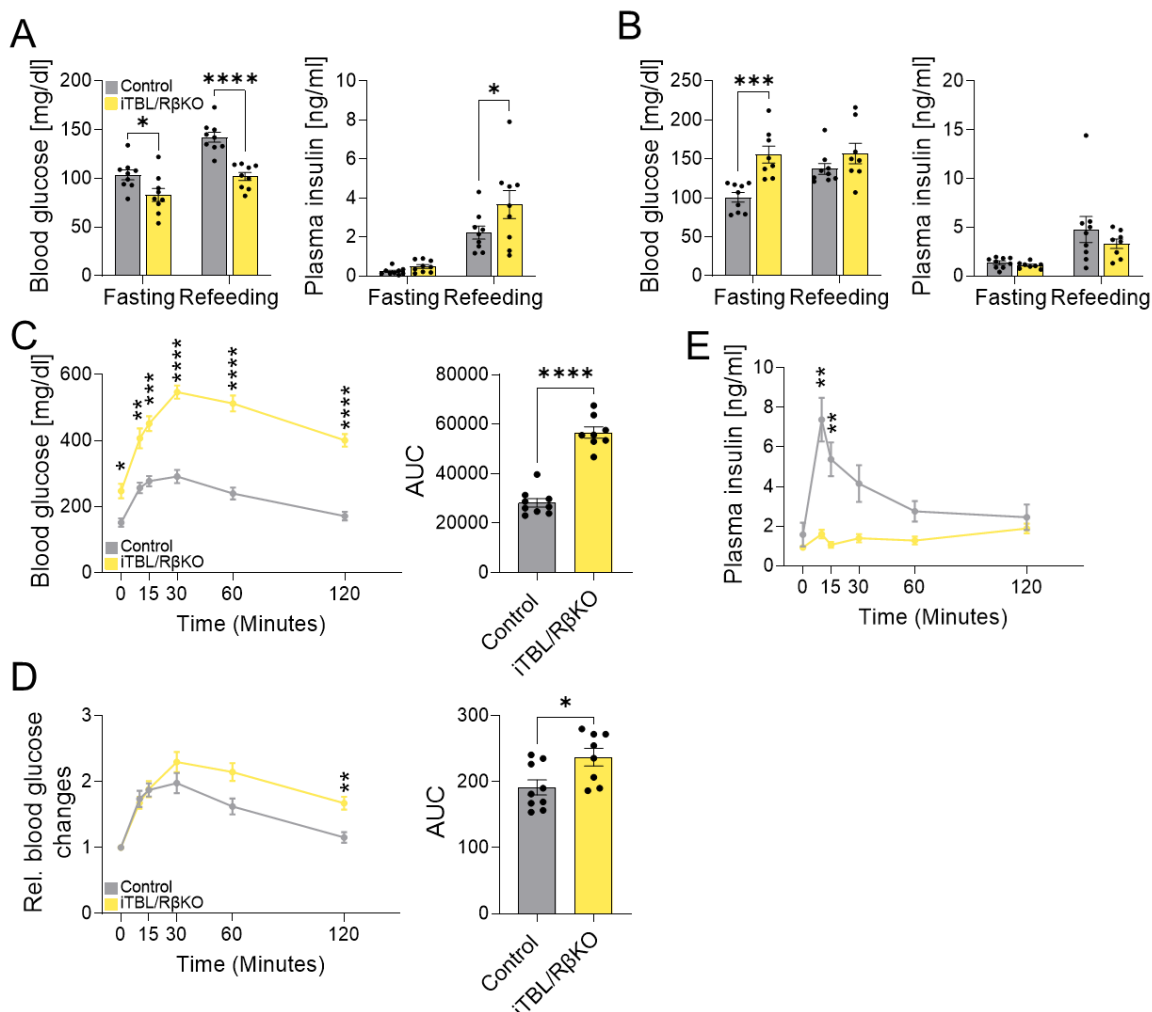 A
Blood glucose [mg/dl]
200
150
100
50
0
Control
iTBL/RβKO
*
****
Fasting
Refeeding
Plasma insulin [ng/ml]
10
8
6
4
2
0
*
Fasting
Refeeding
B
Blood glucose [mg/dl]
250
200
150
100
50
0
***
Fasting
Refeeding
Plasma insulin [ng/ml]
20
15
10
5
0
Fasting
Refeeding
C
Blood glucose [mg/dl]
600
400
200
0
*
**
***
****
****
****
Control
iTBL/RβKO
0 15 30 60 120
Time (Minutes)
AUC
80000
60000
40000
20000
0
****
Control
iTBL/RβKO
E
Plasma insulin [ng/ml]
10
8
6
4
2
0
**
**
0 15 30 60 120
Time (Minutes)
D
Rel. blood glucose
changes
3
2
1
0
**
Control
iTBL/RβKO
0 15 30 60 120
Time (Minutes)
AUC
300
200
100
0
*
Control
iTBL/RβKO